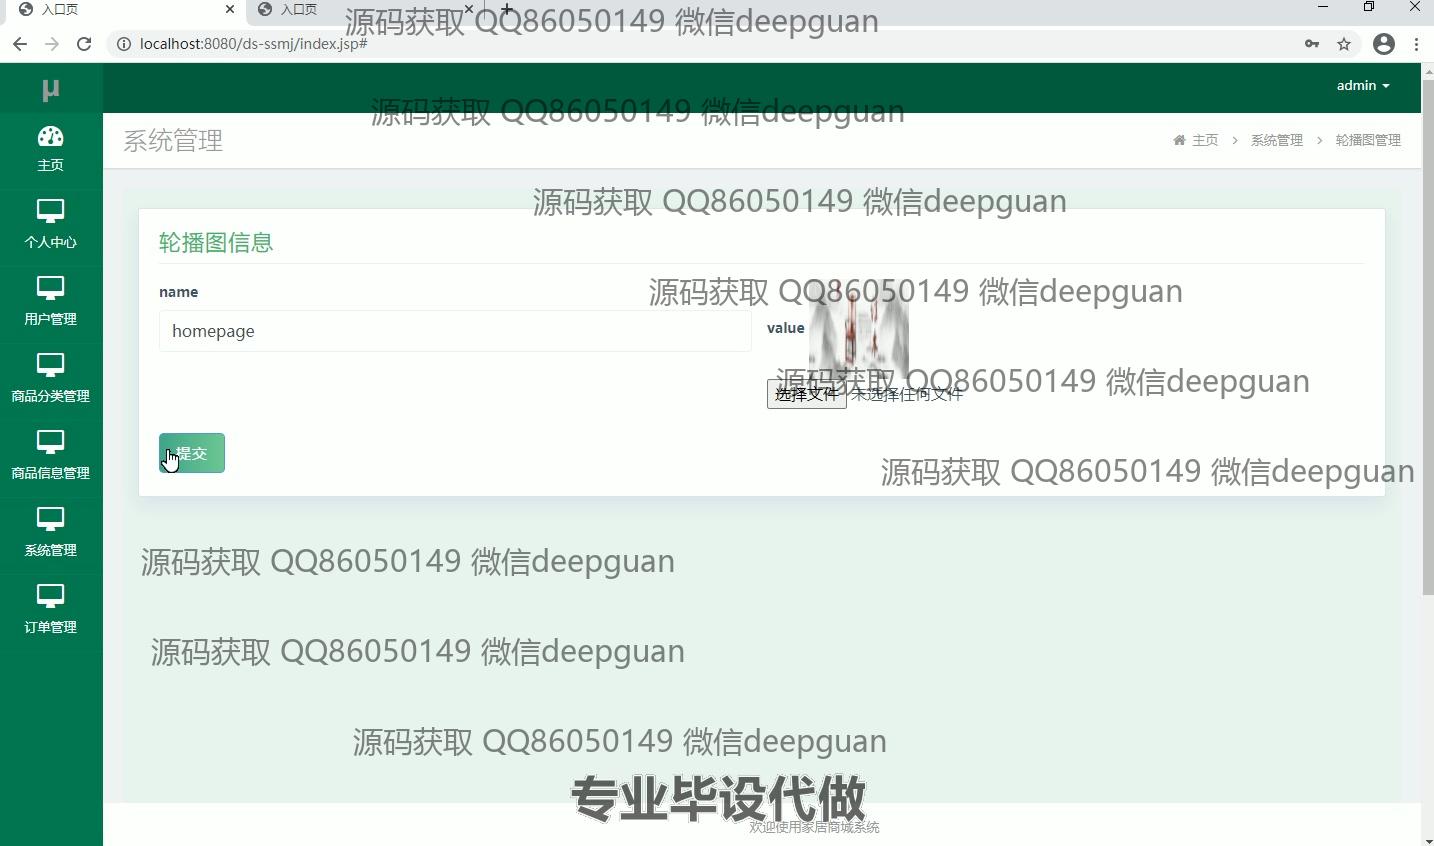 入口页
入口页
源码获取 QQ86050149 微信deepguan
localhost:8080/ds-ssmj/index.jsp#
μ
admin
源码获取 QQ86050149 微信deepguan
系统管理
主页 > 系统管理 > 轮播图管理
主页
源码获取 QQ86050149 微信deepguan
个人中心
轮播图信息
name
源码获取 QQ86050149 微信deepguan
用户管理
homepage
value
源码获取 QQ86050149 微信deepguan
选择文件 未选择任何文件
商品分类管理
提交
商品信息管理
源码获取 QQ86050149 微信deepguan
系统管理
源码获取 QQ86050149 微信deepguan
订单管理
源码获取 QQ86050149 微信deepguan
源码获取 QQ86050149 微信deepguan
专业毕设代做
欢迎使用家居商城系统